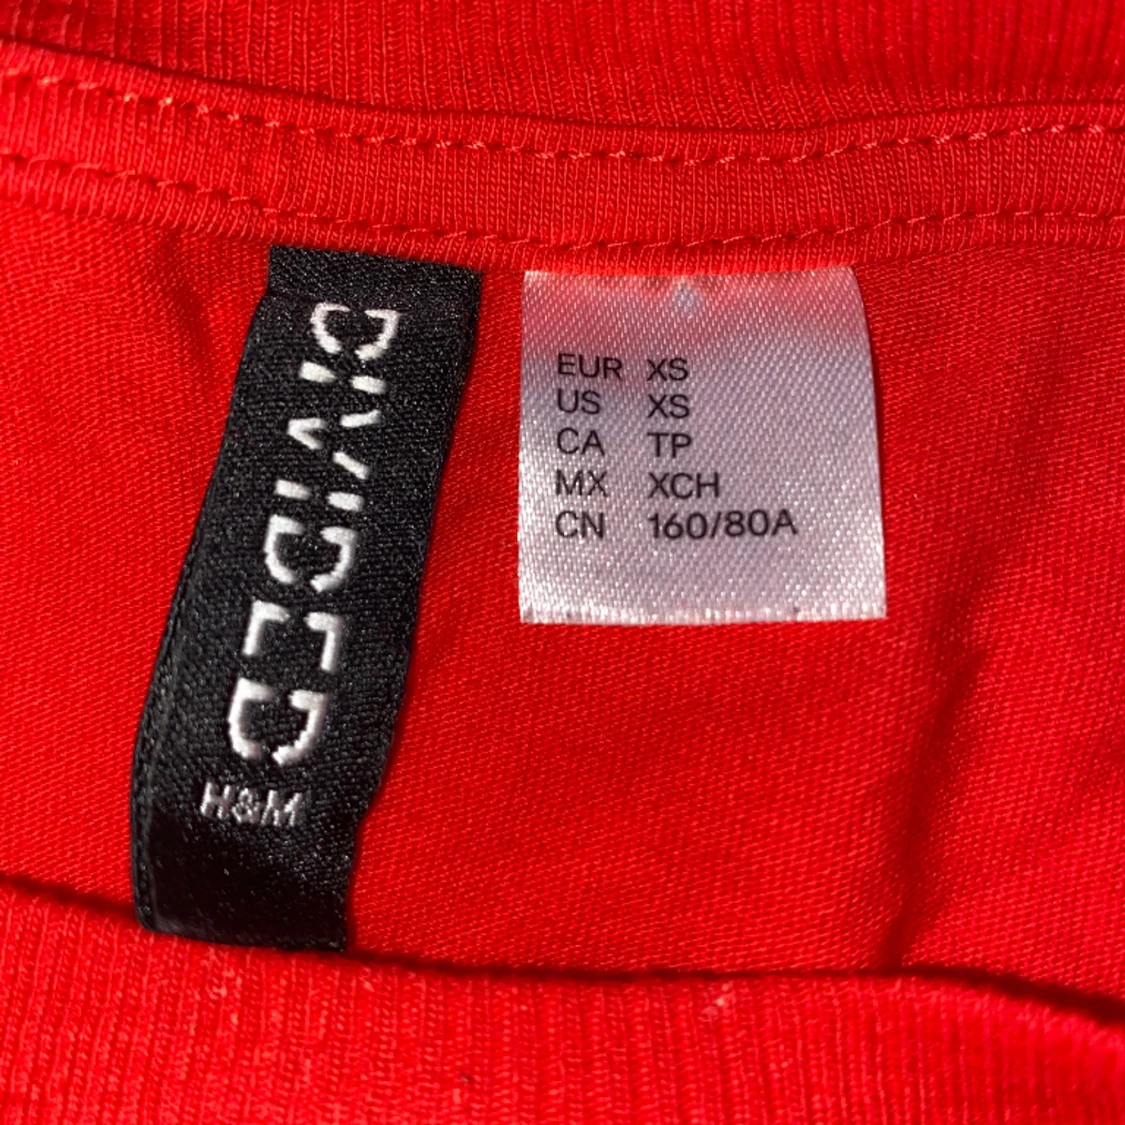 DIVIDED
H&M
EUR XS
US XS
CA TP
MX XCH
CN 160/80A